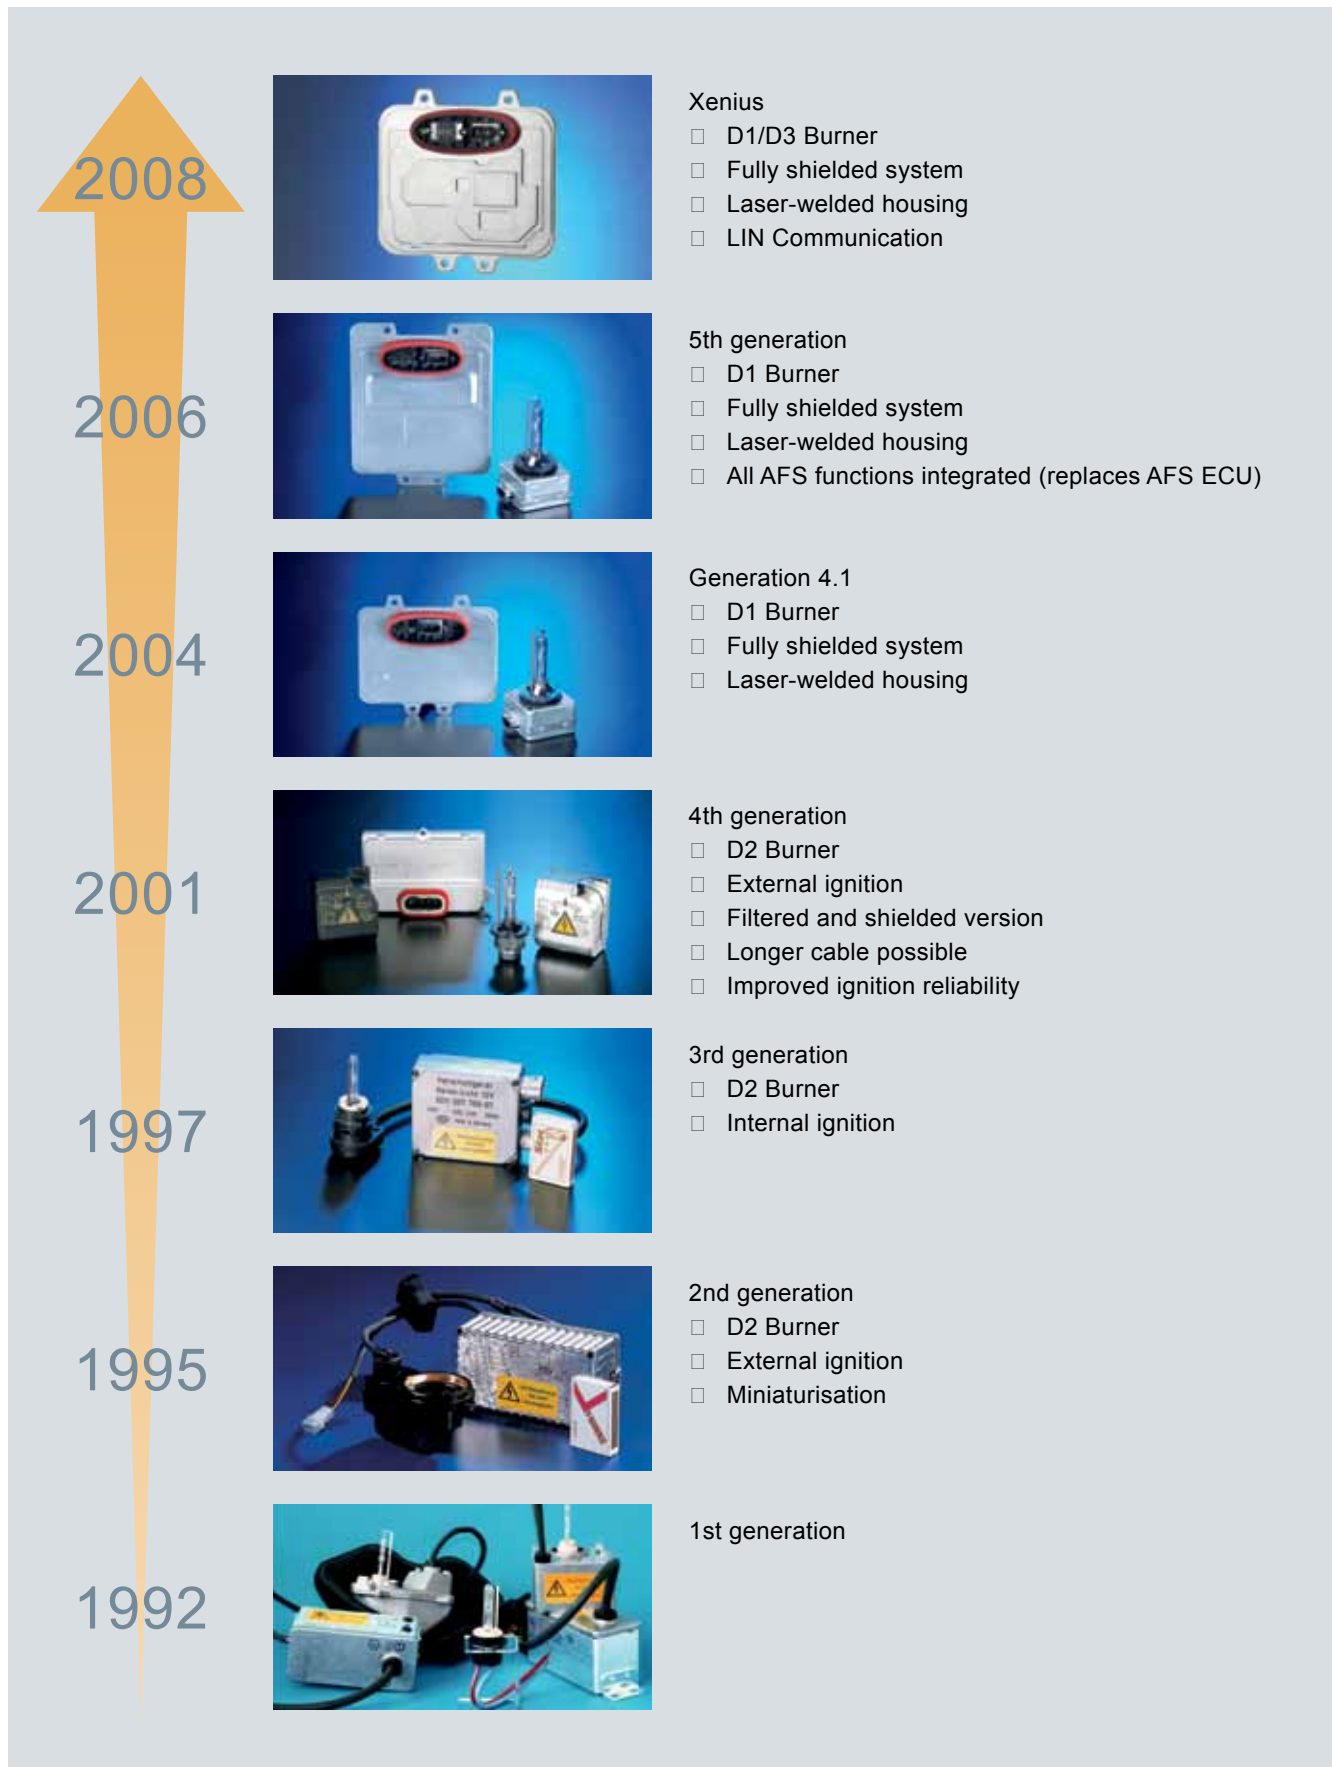 2008
Xenius
D1/D3 Burner
Fully shielded system
Laser-welded housing
LIN Communication
2006
5th generation
D1 Burner
Fully shielded system
Laser-welded housing
All AFS functions integrated (replaces AFS ECU)
2004
Generation 4.1
D1 Burner
Fully shielded system
Laser-welded housing
2001
4th generation
D2 Burner
External ignition
Filtered and shielded version
Longer cable possible
Improved ignition reliability
1997
3rd generation
D2 Burner
Internal ignition
1995
2nd generation
D2 Burner
External ignition
Miniaturisation
1992
1st generation